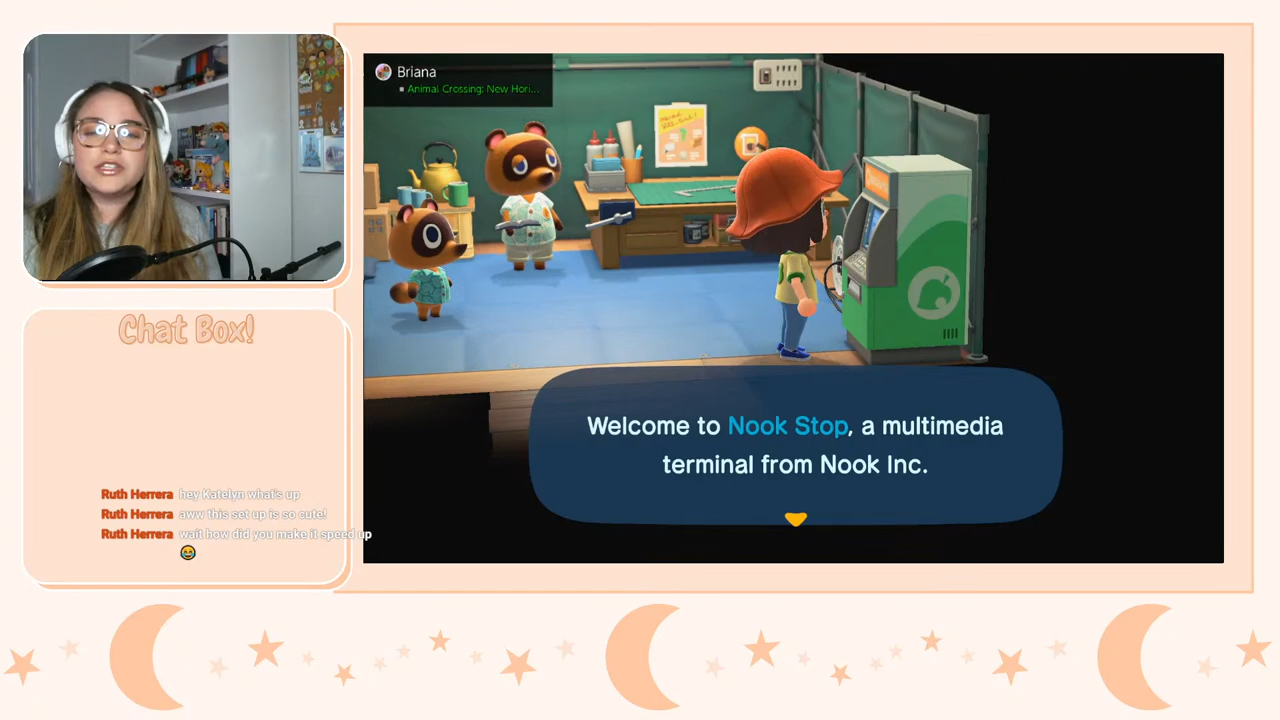 Briana
Animal Crossing: New Hori...
Chat Box!
Ruth Herrera hey Katelyn what's up
Ruth Herrera aww this set up is so cute!
Ruth Herrera wait how did you make it speed up
😂
Welcome to Nook Stop, a multimedia
terminal from Nook Inc.